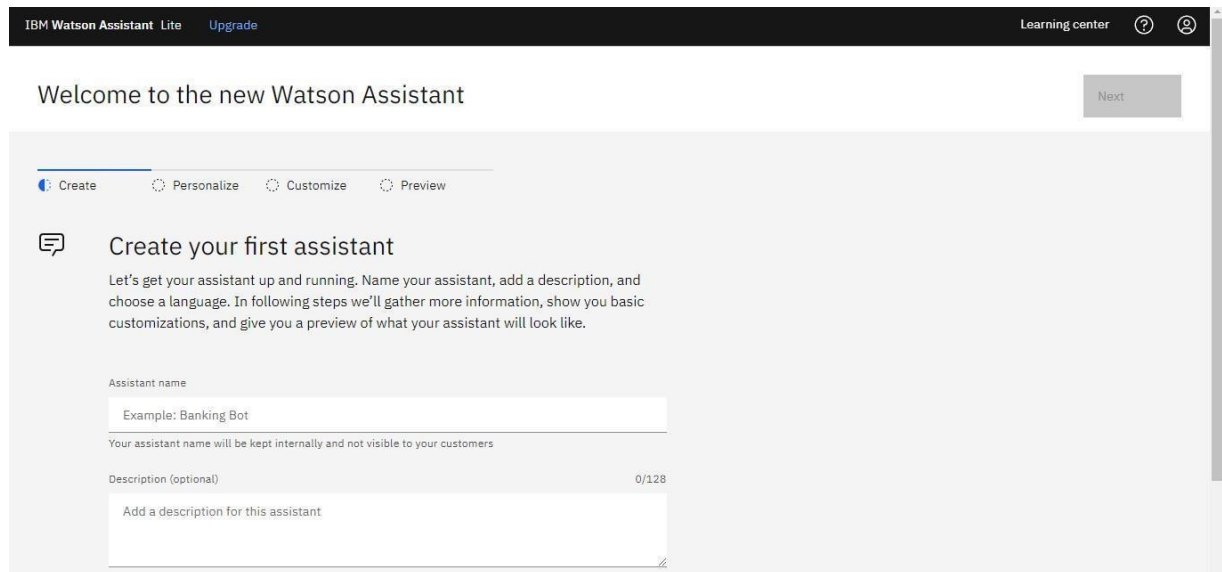 IBM Watson Assistant Lite Upgrade Learning center
Welcome to the new Watson Assistant
Next
Create Personalize Customize Preview
Create your first assistant
Let's get your assistant up and running. Name your assistant, add a description, and
choose a language. In following steps we'll gather more information, show you basic
customizations, and give you a preview of what your assistant will look like.
Assistant name
Example: Banking Bot
Your assistant name will be kept internally and not visible to your customers
Description (optional) 0/128
Add a description for this assistant